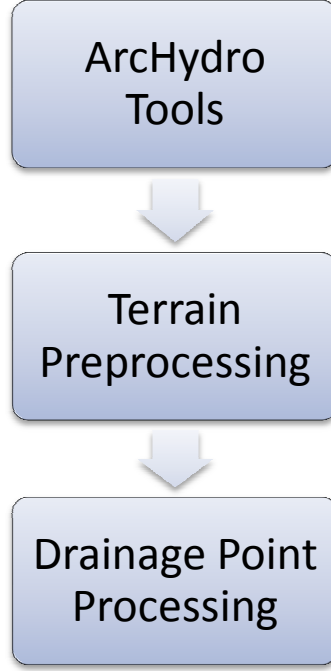 ArcHydro
Tools
Terrain
Preprocessing
Drainage Point
Processing